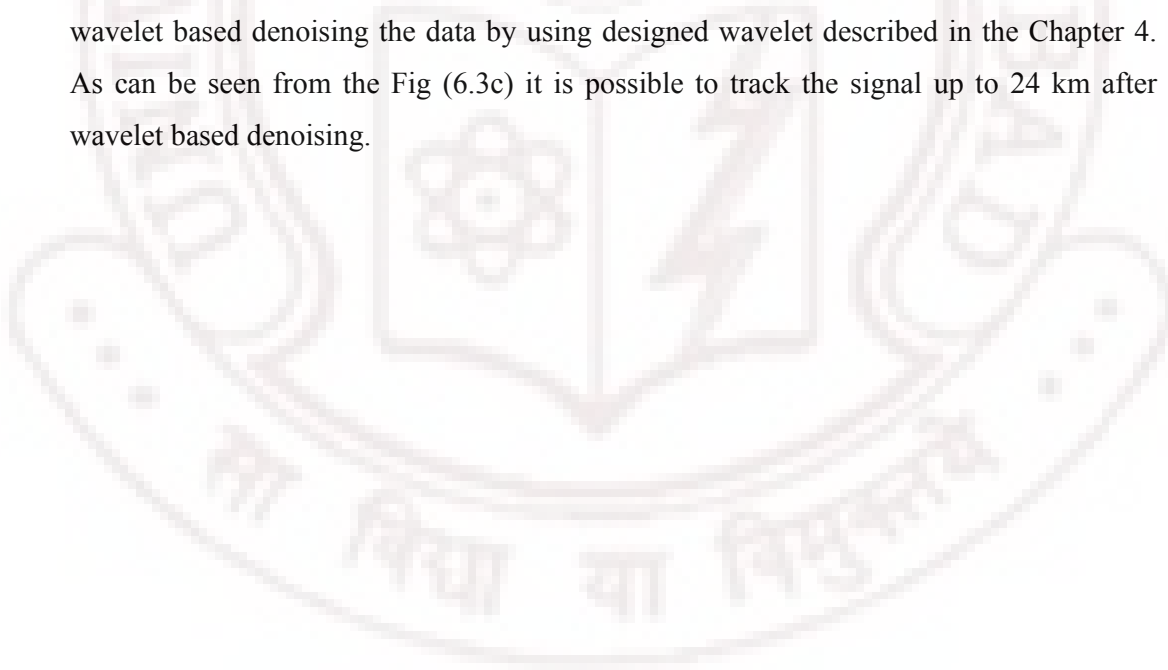 wavelet based denoising the data by using designed wavelet described in the Chapter 4.
As can be seen from the Fig (6.3c) it is possible to track the signal up to 24 km after
wavelet based denoising.
सा विद्या या विमुक्तये